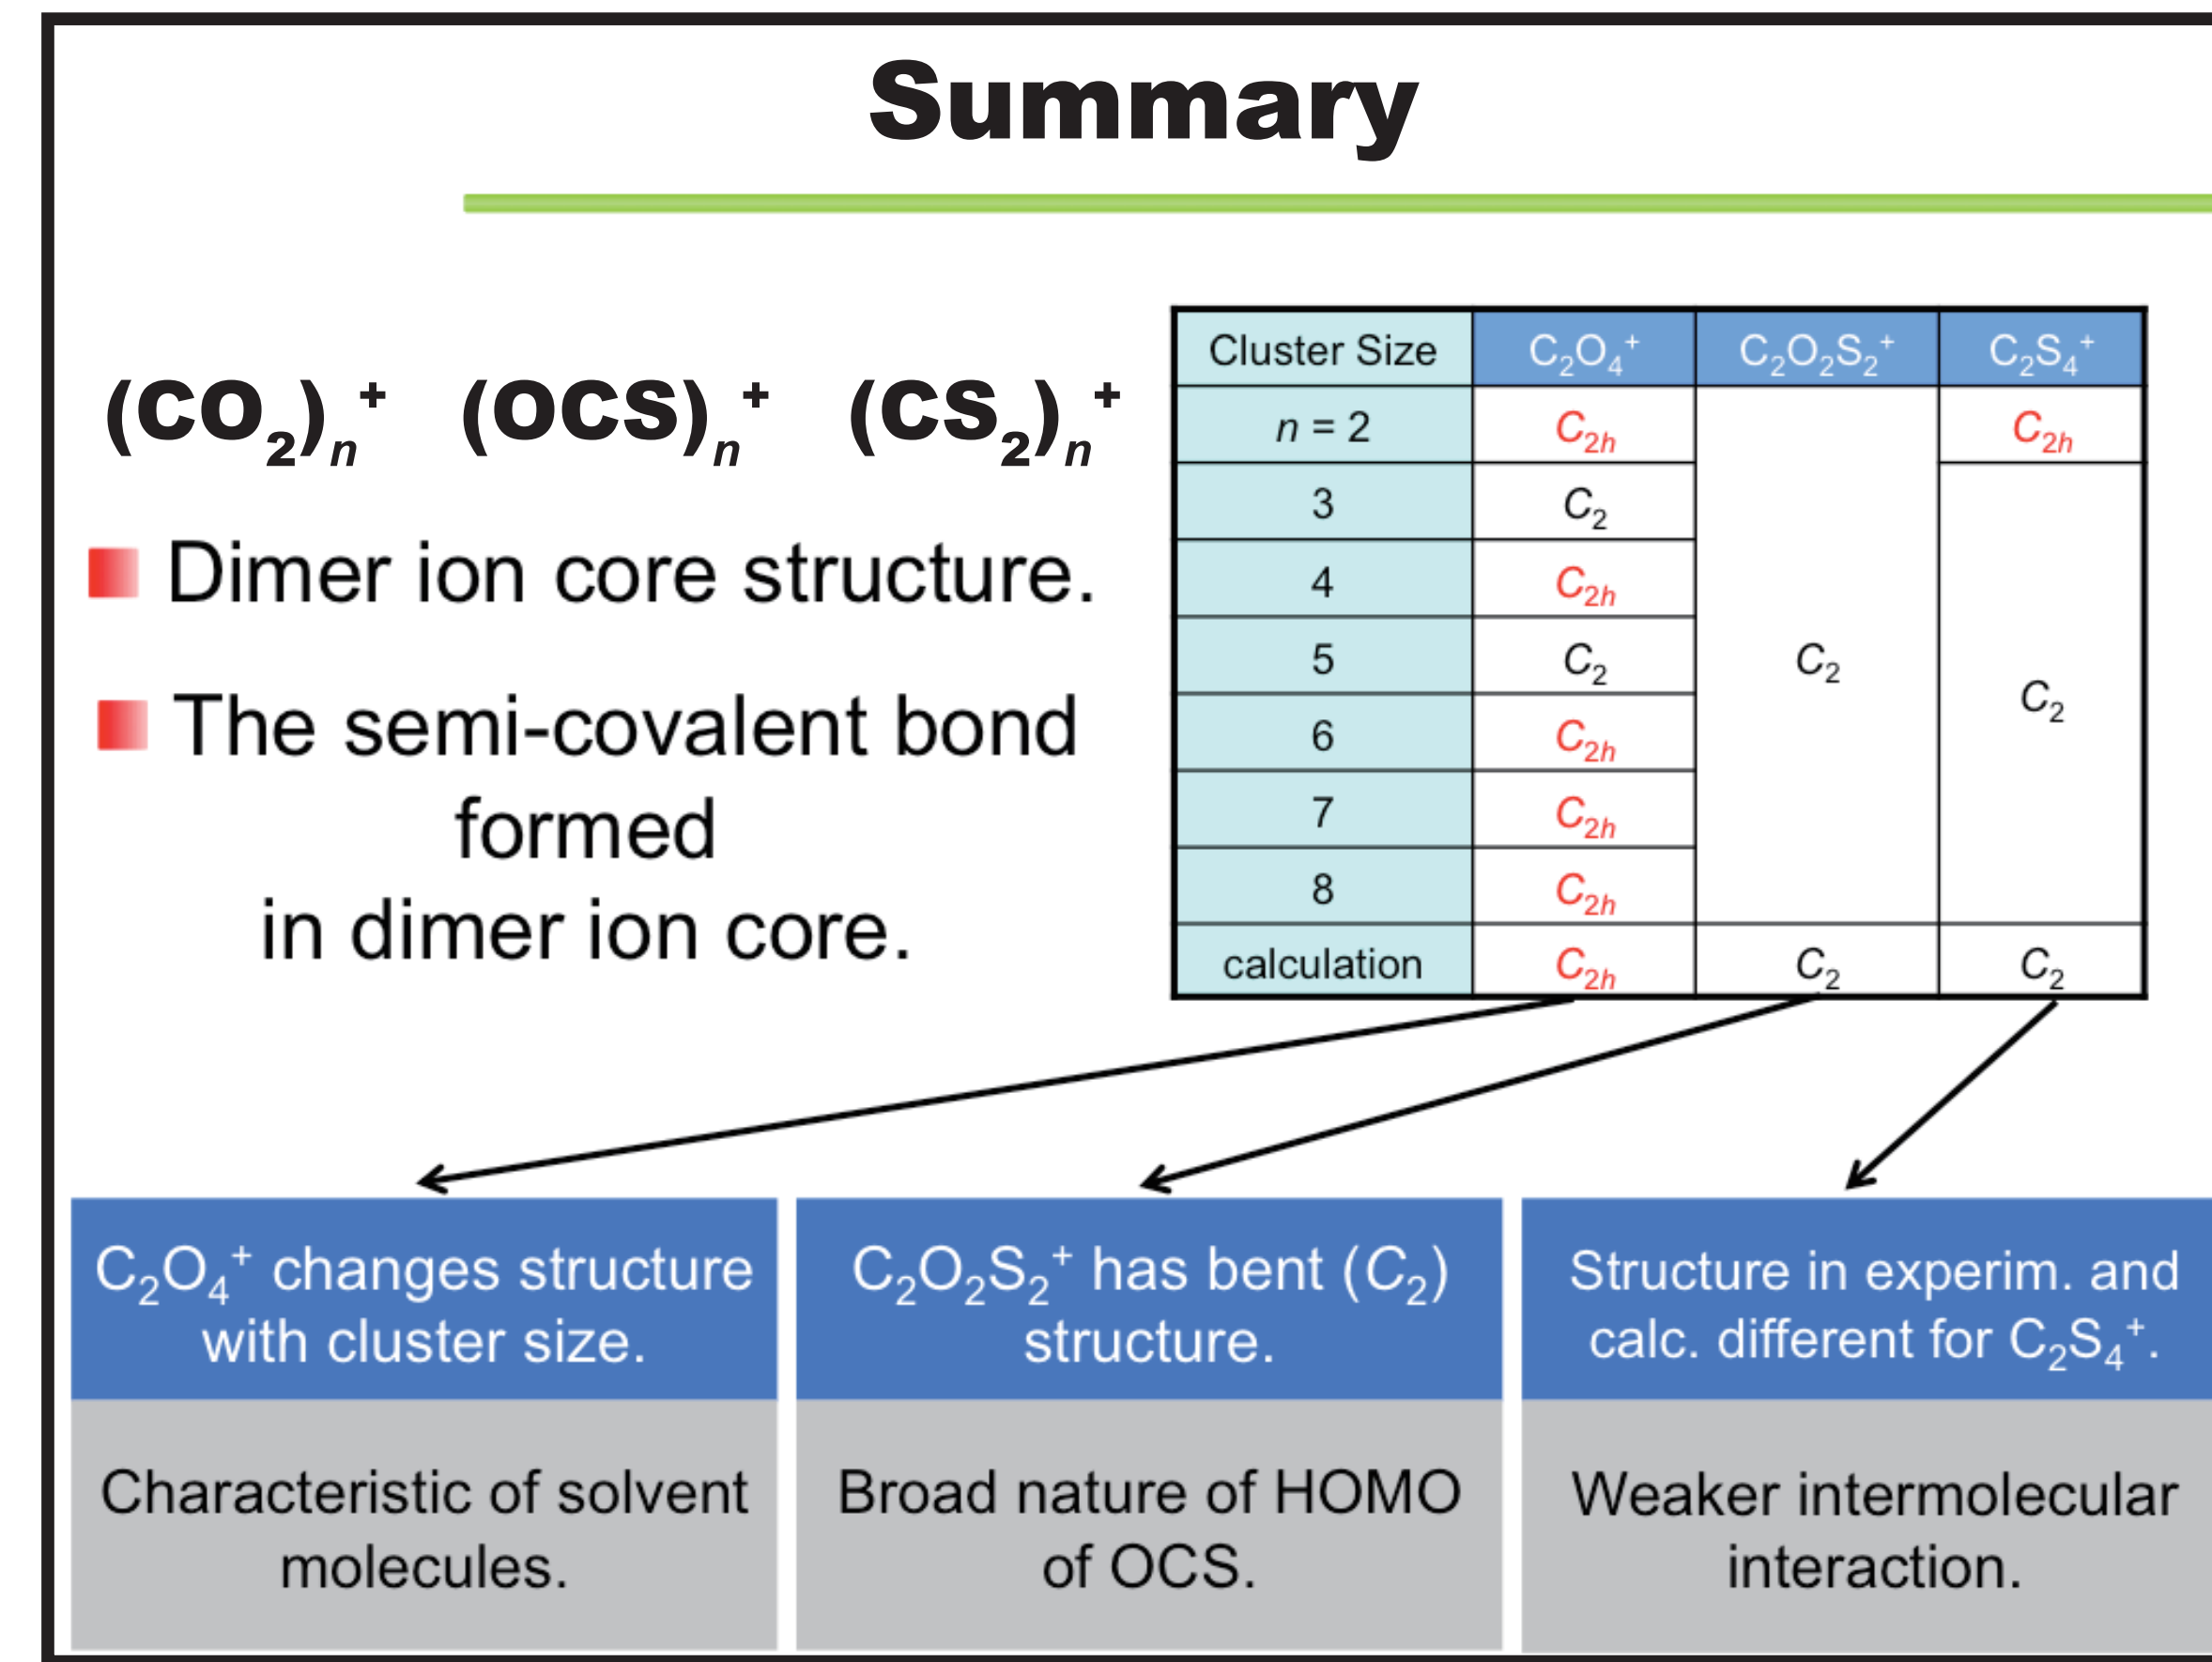 Summary
(CO2)n+ (OCS)n+ (CS2)n+
Dimer ion core structure.
The semi-covalent bond
formed
in dimer ion core.
Cluster Size C2O4+ C2O2S2+ C2S4+
n = 2 C2h C2h
3 C2
4 C2h
5 C2 C2
C2
6 C2h
7 C2h
8 C2h
calculation C2h C2 C2
C2O4+ changes structure
with cluster size.
Characteristic of solvent
molecules.
C2O2S2+ has bent (C2)
structure.
Broad nature of HOMO
of OCS.
Structure in experim. and
calc. different for C2S4+.
Weaker intermolecular
interaction.